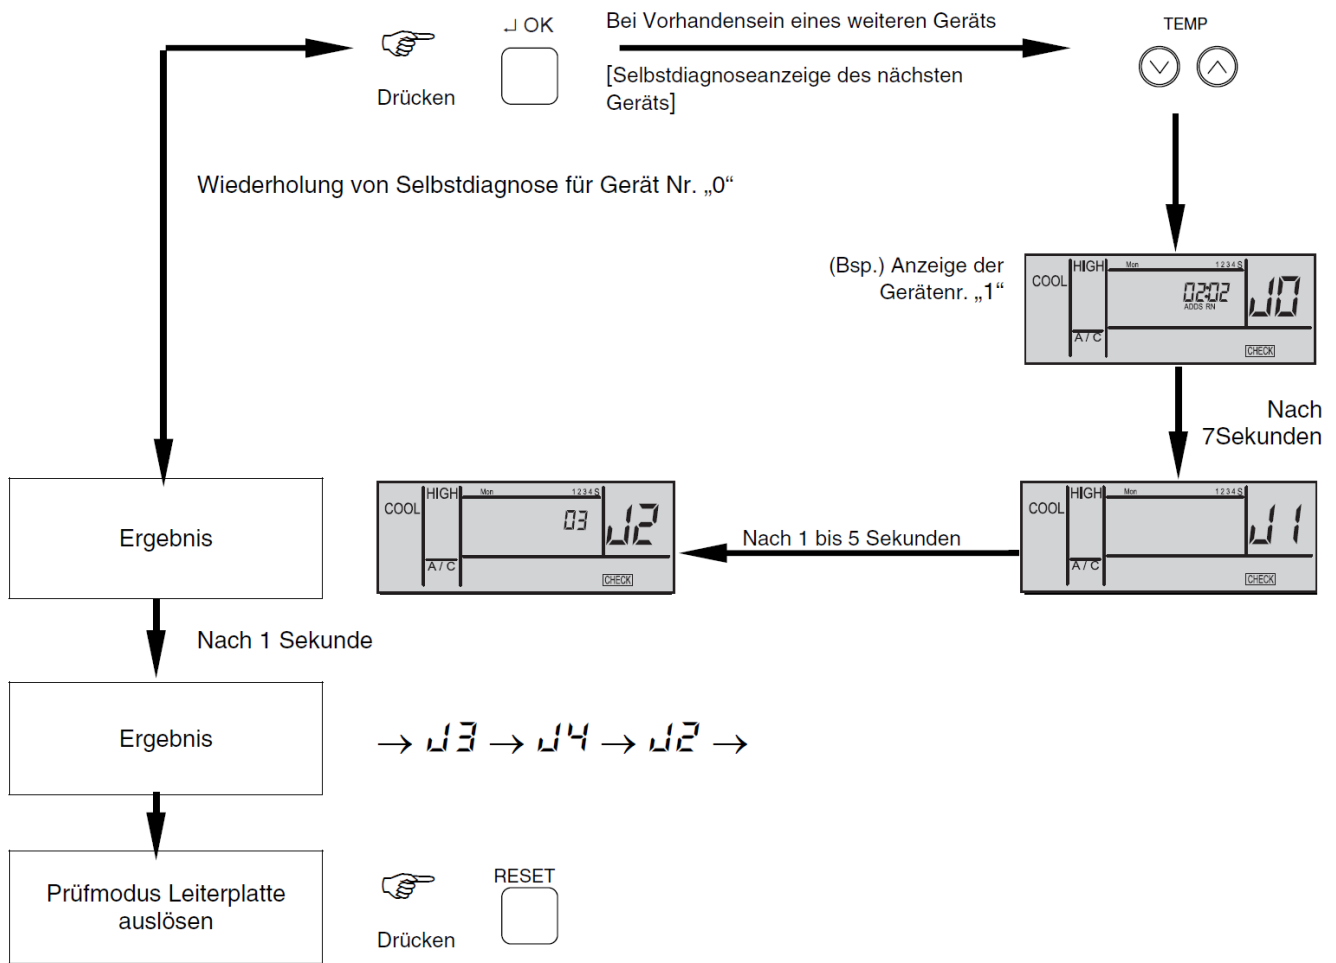 ↲ OK
Drücken
Bei Vorhandensein eines weiteren Geräts
[Selbstdiagnoseanzeige des nächsten
Geräts]
TEMP
Wiederholung von Selbstdiagnose für Gerät Nr. „0“
(Bsp.) Anzeige der
Gerätenr. „1“
COOL HIGH Mon 1 2 3 4 S
02:02 J0
ADDS RN
A / C
CHECK
Nach
7Sekunden
COOL HIGH Mon 1 2 3 4 S
J1
A / C
CHECK
Nach 1 bis 5 Sekunden
COOL HIGH Mon 1 2 3 4 S
03 J2
A / C
CHECK
Ergebnis
Nach 1 Sekunde
Ergebnis
→ J3 → J4 → J2 →
Prüfmodus Leiterplatte
auslösen
RESET
Drücken